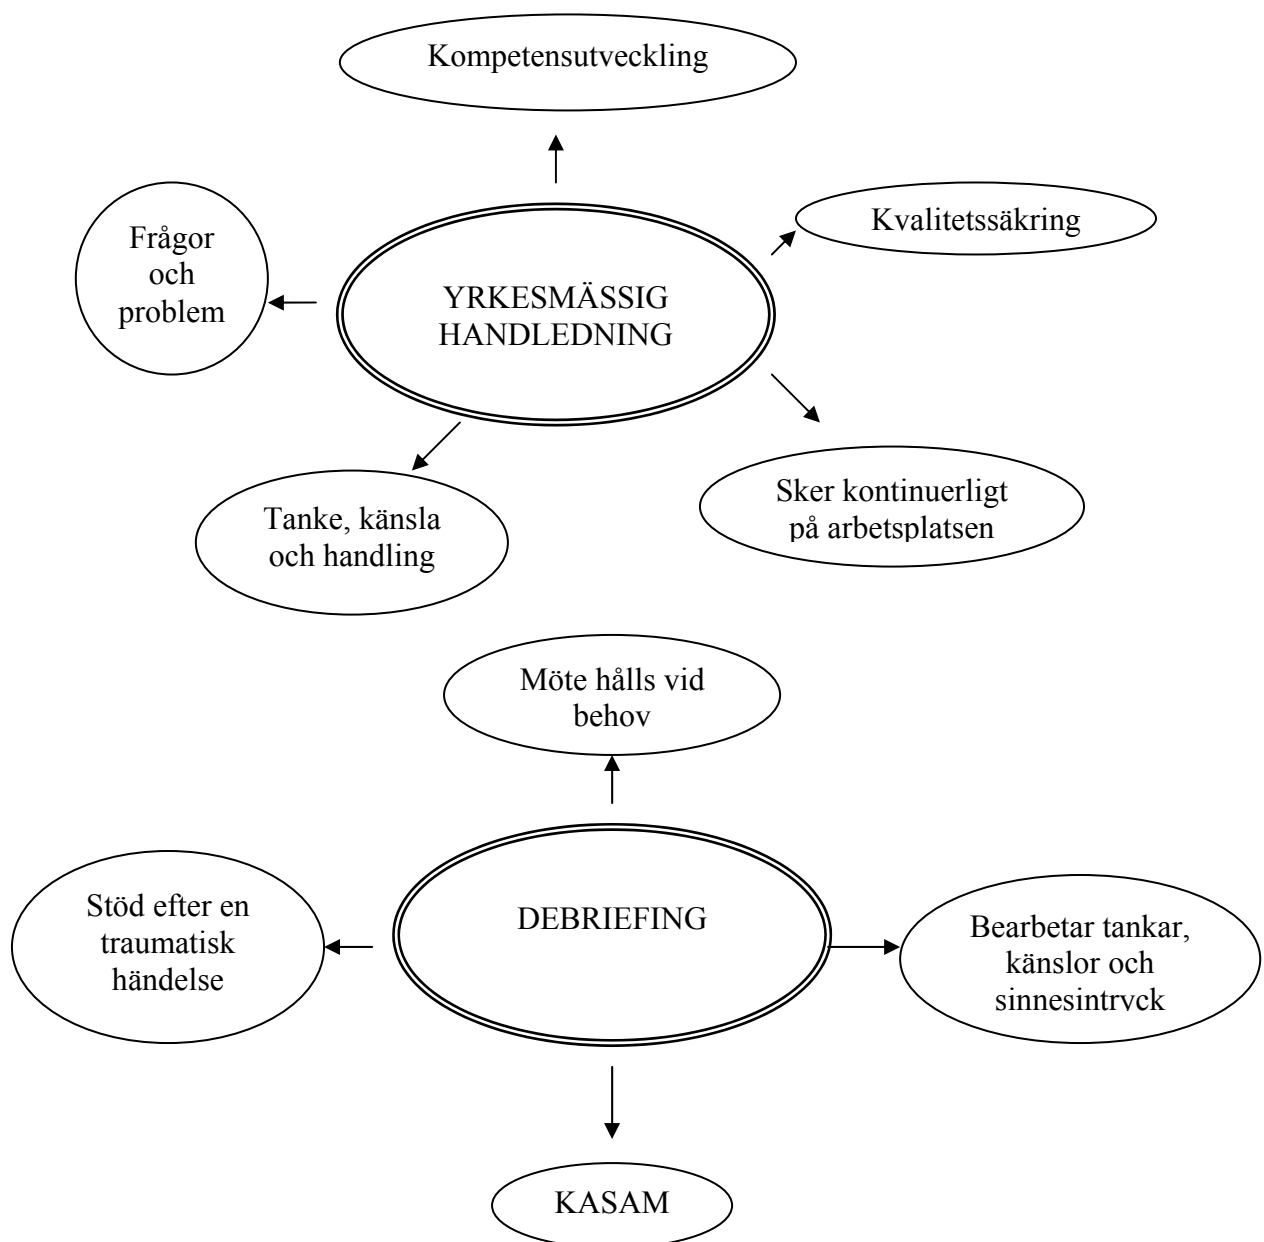 Kompetensutveckling
Kvalitetssäkring
Frågor
och
problem
YRKESMÄSSIG
HANDLEDNING
Sker kontinuerligt
på arbetsplatsen
Tanke, känsla
och handling
Möte hålls vid
behov
Stöd efter en
traumatisk
händelse
DEBRIEFING
Bearbetar tankar,
känslor och
sinnesintryck
KASAM